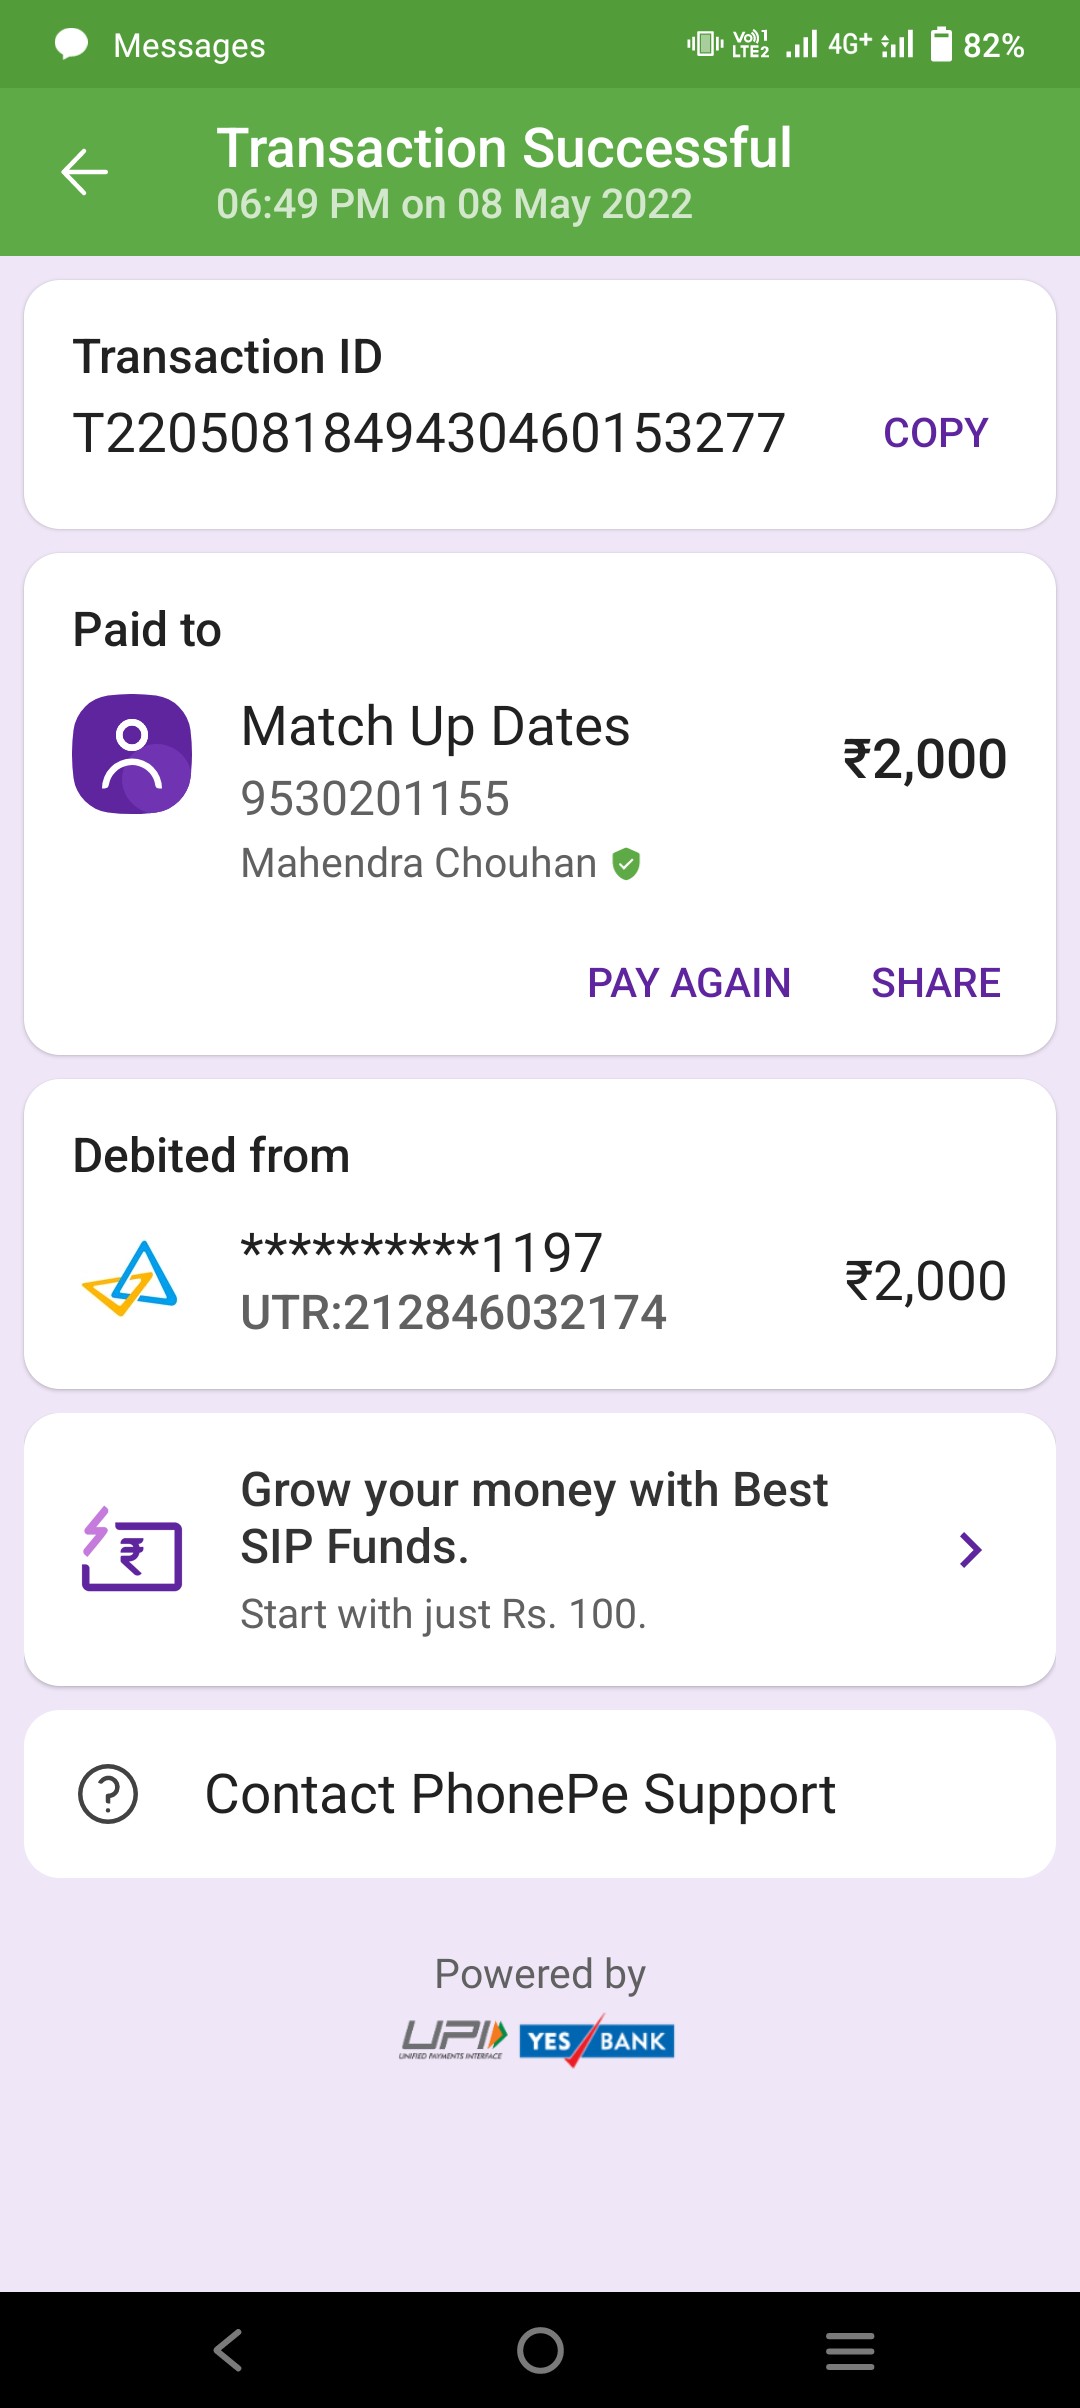 Messages
Vo)) 1
LTE2
4G+
82%
Transaction Successful
06:49 PM on 08 May 2022
Transaction ID
T2205081849430460153277
COPY
Paid to
Match Up Dates
₹2,000
9530201155
Mahendra Chouhan
PAY AGAIN
SHARE
Debited from
**********1197
₹2,000
UTR:212846032174
Grow your money with Best
SIP Funds.
Start with just Rs. 100.
Contact PhonePe Support
Powered by
UPI
UNIFIED PAYMENTS INTERFACE
YES BANK